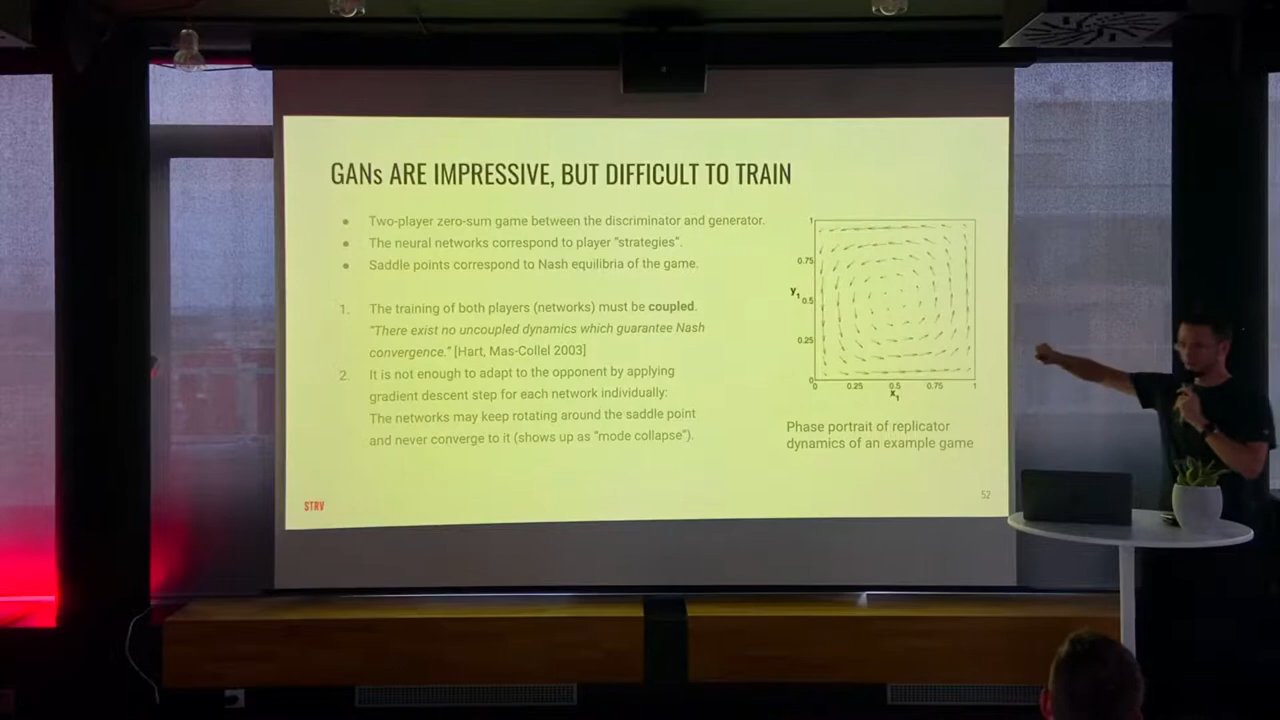 GANs ARE IMPRESSIVE, BUT DIFFICULT TO TRAIN
● Two-player zero-sum game between the discriminator and generator.
● The neural networks correspond to player “strategies”.
● Saddle points correspond to Nash equilibria of the game.
1. The training of both players (networks) must be coupled.
“There exist no uncoupled dynamics which guarantee Nash
convergence.” [Hart, Mas-Collel 2003]
2. It is not enough to adapt to the opponent by applying
gradient descent step for each network individually:
The networks may keep rotating around the saddle point
and never converge to it (shows up as “mode collapse”).
1
0.75
y1 0.5
0.25
0
0 0.25 0.5 0.75 1
x1
Phase portrait of replicator
dynamics of an example game
STRV
52